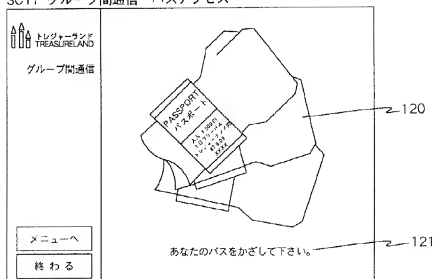 SC11: グループ間通信 パスアクセス
トレジャーランド
TREASURELAND
グループ間通信
PASSPORT
パスポート
120
あなたのパスをかざして下さい。
121
メニューへ
終わる